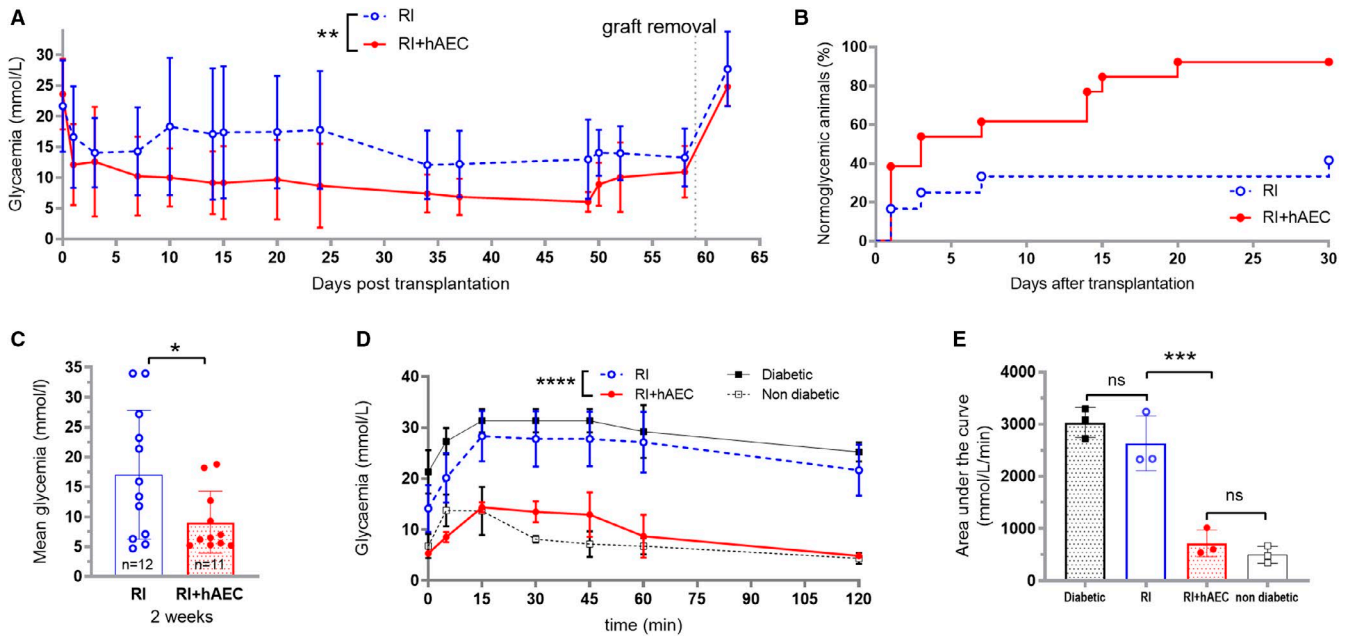 A
RI
RI+hAEC
**
graft removal
Glycaemia (mmol/L)
30
25
20
15
10
5
0
0 5 10 15 20 25 30 35 40 45 50 55 60 65
Days post transplantation
B
Normoglycemic animals (%)
100
80
60
40
20
0
RI
RI+hAEC
0 5 10 15 20 25 30
Days after transplantation
C
*
Mean glycemia (mmol/l)
35
30
25
20
15
10
5
0
n=12 n=11
RI RI+hAEC
2 weeks
D
****
RI
RI+hAEC
Diabetic
Non diabetic
Glycaemia (mmol/L)
40
30
20
10
0
0 15 30 45 60 75 90 105 120
time (min)
E
ns
***
ns
Area under the curve
(mmol/L/min)
4000
3000
2000
1000
0
Diabetic RI RI+hAEC non diabetic